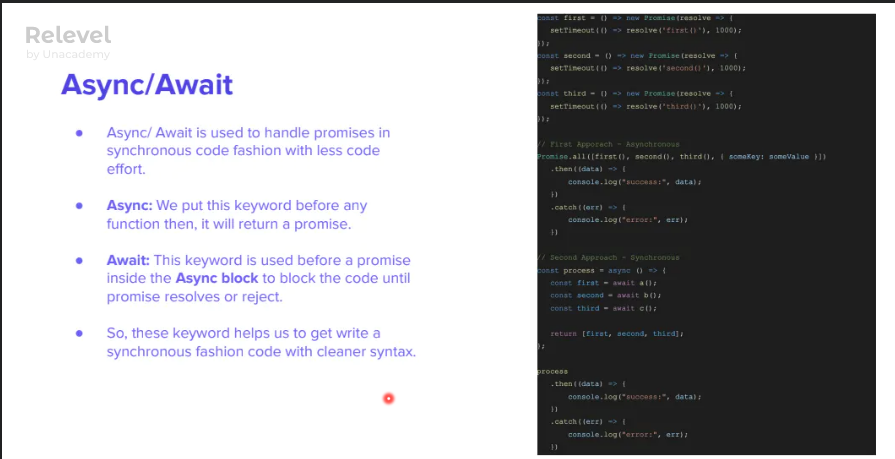 Relevel
by Unacademy
Async/Await
● Async/ Await is used to handle promises in
synchronous code fashion with less code
effort.
● Async: We put this keyword before any
function then, it will return a promise.
● Await: This keyword is used before a promise
inside the Async block to block the code until
promise resolves or reject.
● So, these keyword helps us to get write a
synchronous fashion code with cleaner syntax.
const first = () => new Promise(resolve => {
setTimeout(() => resolve('first()'), 1000);
});
const second = () => new Promise(resolve => {
setTimeout(() => resolve('second()'), 1000);
});
const third = () => new Promise(resolve => {
setTimeout(() => resolve('third()'), 1000);
});
// First Apporach - Asynchronous
Promise.all([first(), second(), third(), { someKey: someValue }])
.then((data) => {
console.log("success:", data);
})
.catch((err) => {
console.log("error:", err);
})
// Second Approach - Synchronous
const process = async () => {
const first = await a();
const second = await b();
const third = await c();
return [first, second, third];
};
process
.then((data) => {
console.log("success:", data);
})
.catch((err) => {
console.log("error:", err);
})